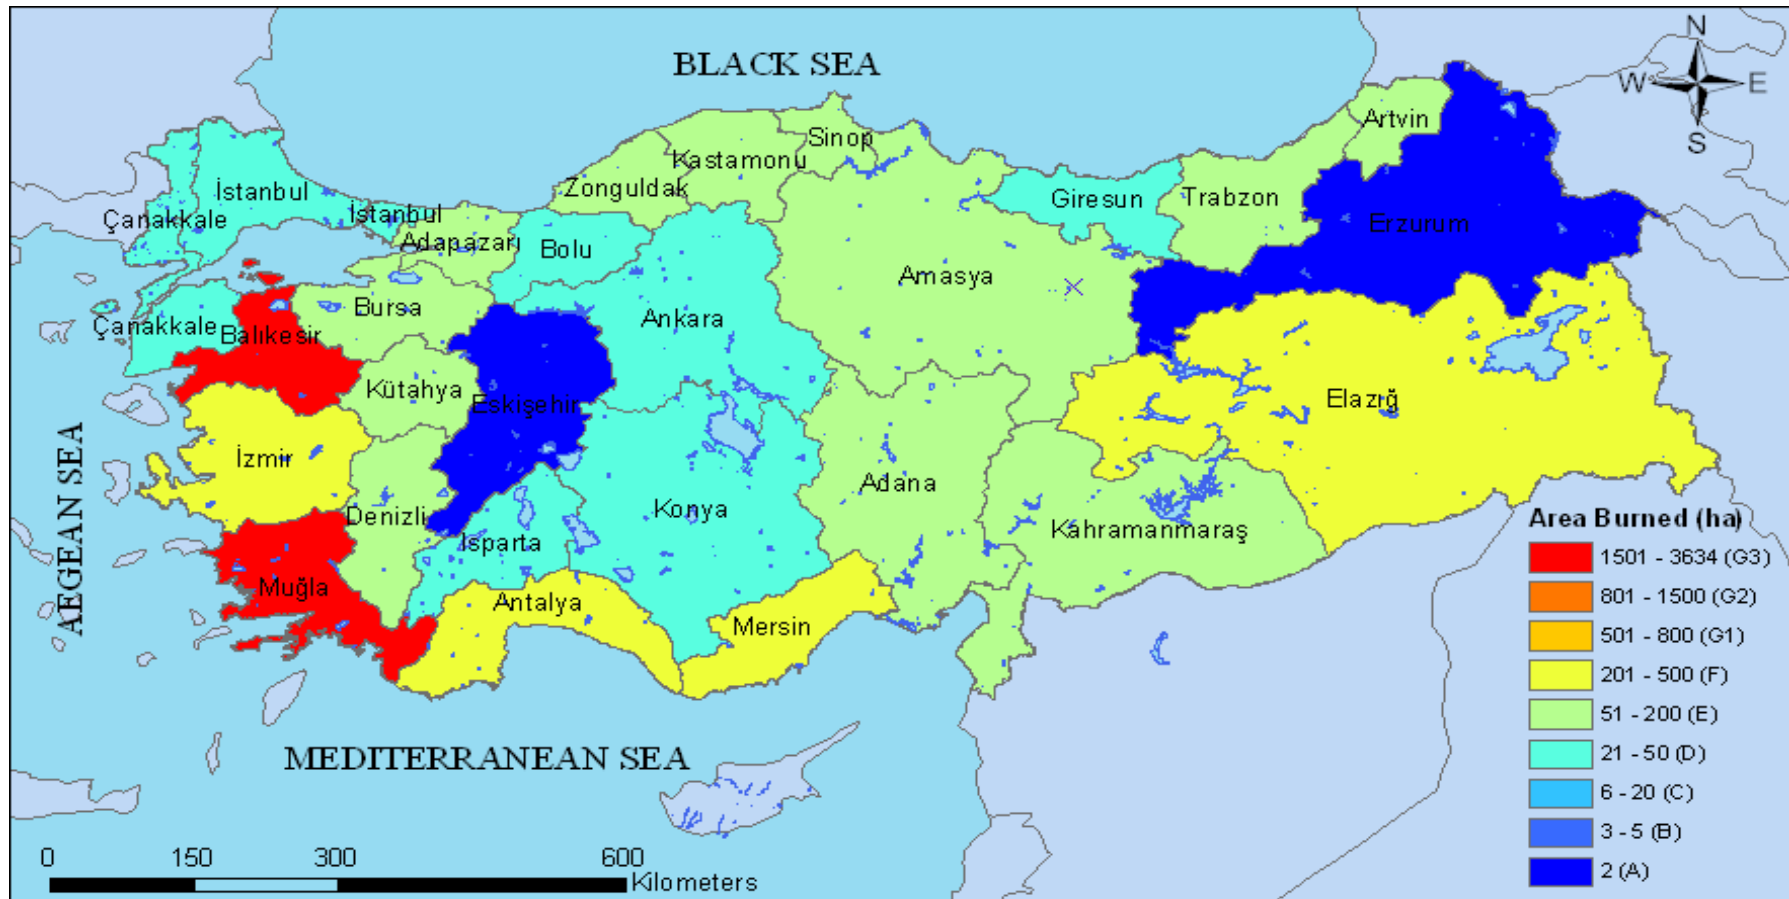 BLACK SEA
N
W
E
S
Artvin
Sinop
Kastamonu
Zonguldak
İstanbul
Giresun
Trabzon
Çanakkale
İstanbul
Adapazarı
Bolu
Erzurum
Amasya
Bursa
Ankara
Çanakkale
Balıkesir
Kütahya
Eskişehir
Elazığ
İzmir
Adana
Konya
Denizli
Kahramanmaraş
Isparta
Muğla
Antalya
Mersin
AEGEAN SEA
MEDITERRANEAN SEA
Area Burned (ha)
1501 - 3634 (G3)
801 - 1500 (G2)
501 - 800 (G1)
201 - 500 (F)
51 - 200 (E)
21 - 50 (D)
6 - 20 (C)
3 - 5 (B)
2 (A)
0 150 300 600
Kilometers